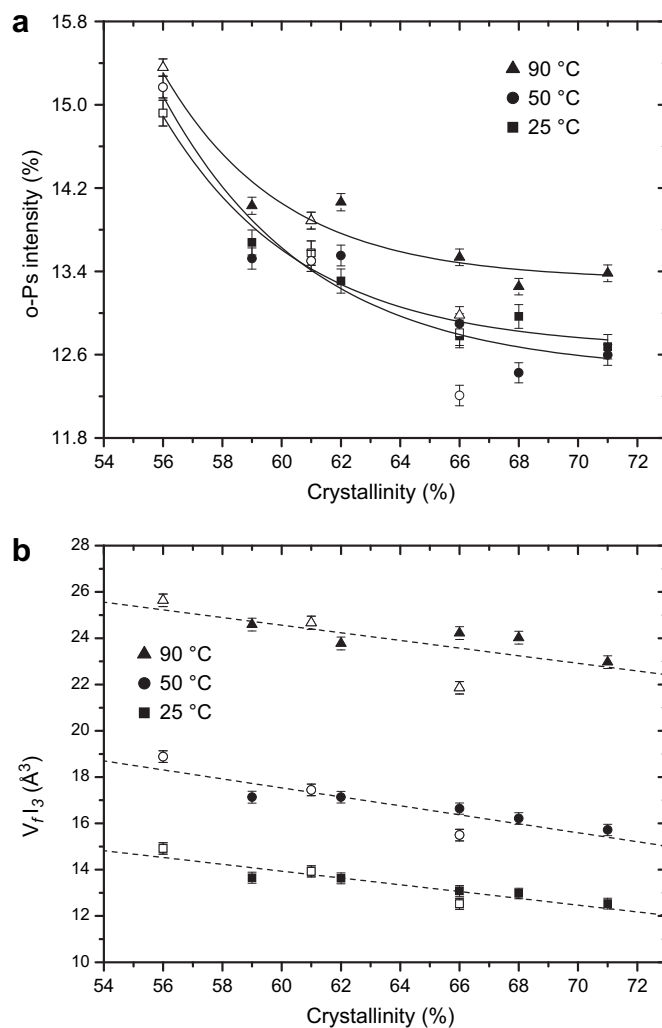 a
15.8
15.0
14.2
13.4
12.6
11.8
o-Ps intensity (%)
90 °C
50 °C
25 °C
54 56 58 60 62 64 66 68 70 72
Crystallinity (%)
b
28
26
24
22
20
18
16
14
12
10
V_f I_3 (Å³)
90 °C
50 °C
25 °C
54 56 58 60 62 64 66 68 70 72
Crystallinity (%)